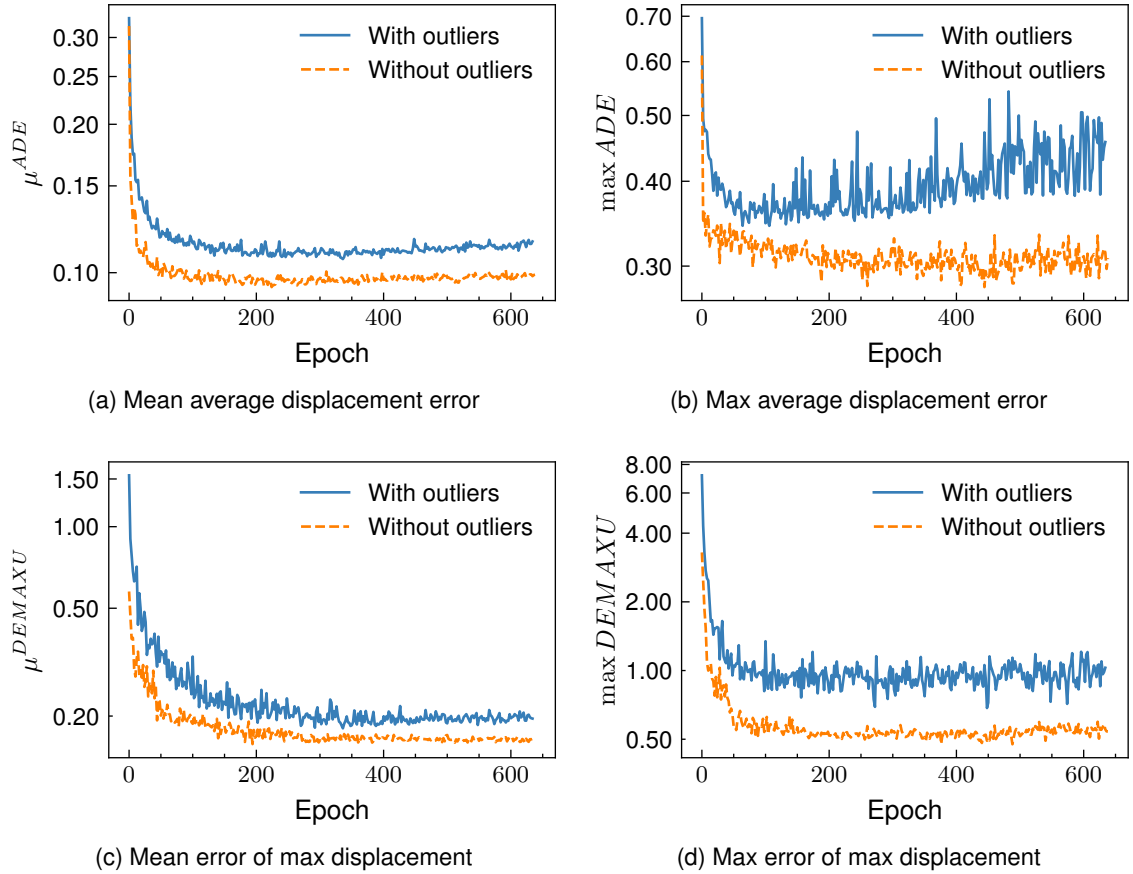 0.30
0.25
0.20
0.15
0.10
μ^{ADE}
With outliers
Without outliers
0 200 400 600
Epoch
(a) Mean average displacement error
0.70
0.60
0.50
0.40
0.30
max ADE
With outliers
Without outliers
0 200 400 600
Epoch
(b) Max average displacement error
1.50
1.00
0.50
0.20
μ^{DEMAXU}
With outliers
Without outliers
0 200 400 600
Epoch
(c) Mean error of max displacement
8.00
6.00
4.00
2.00
1.00
0.50
max DEMAXU
With outliers
Without outliers
0 200 400 600
Epoch
(d) Max error of max displacement